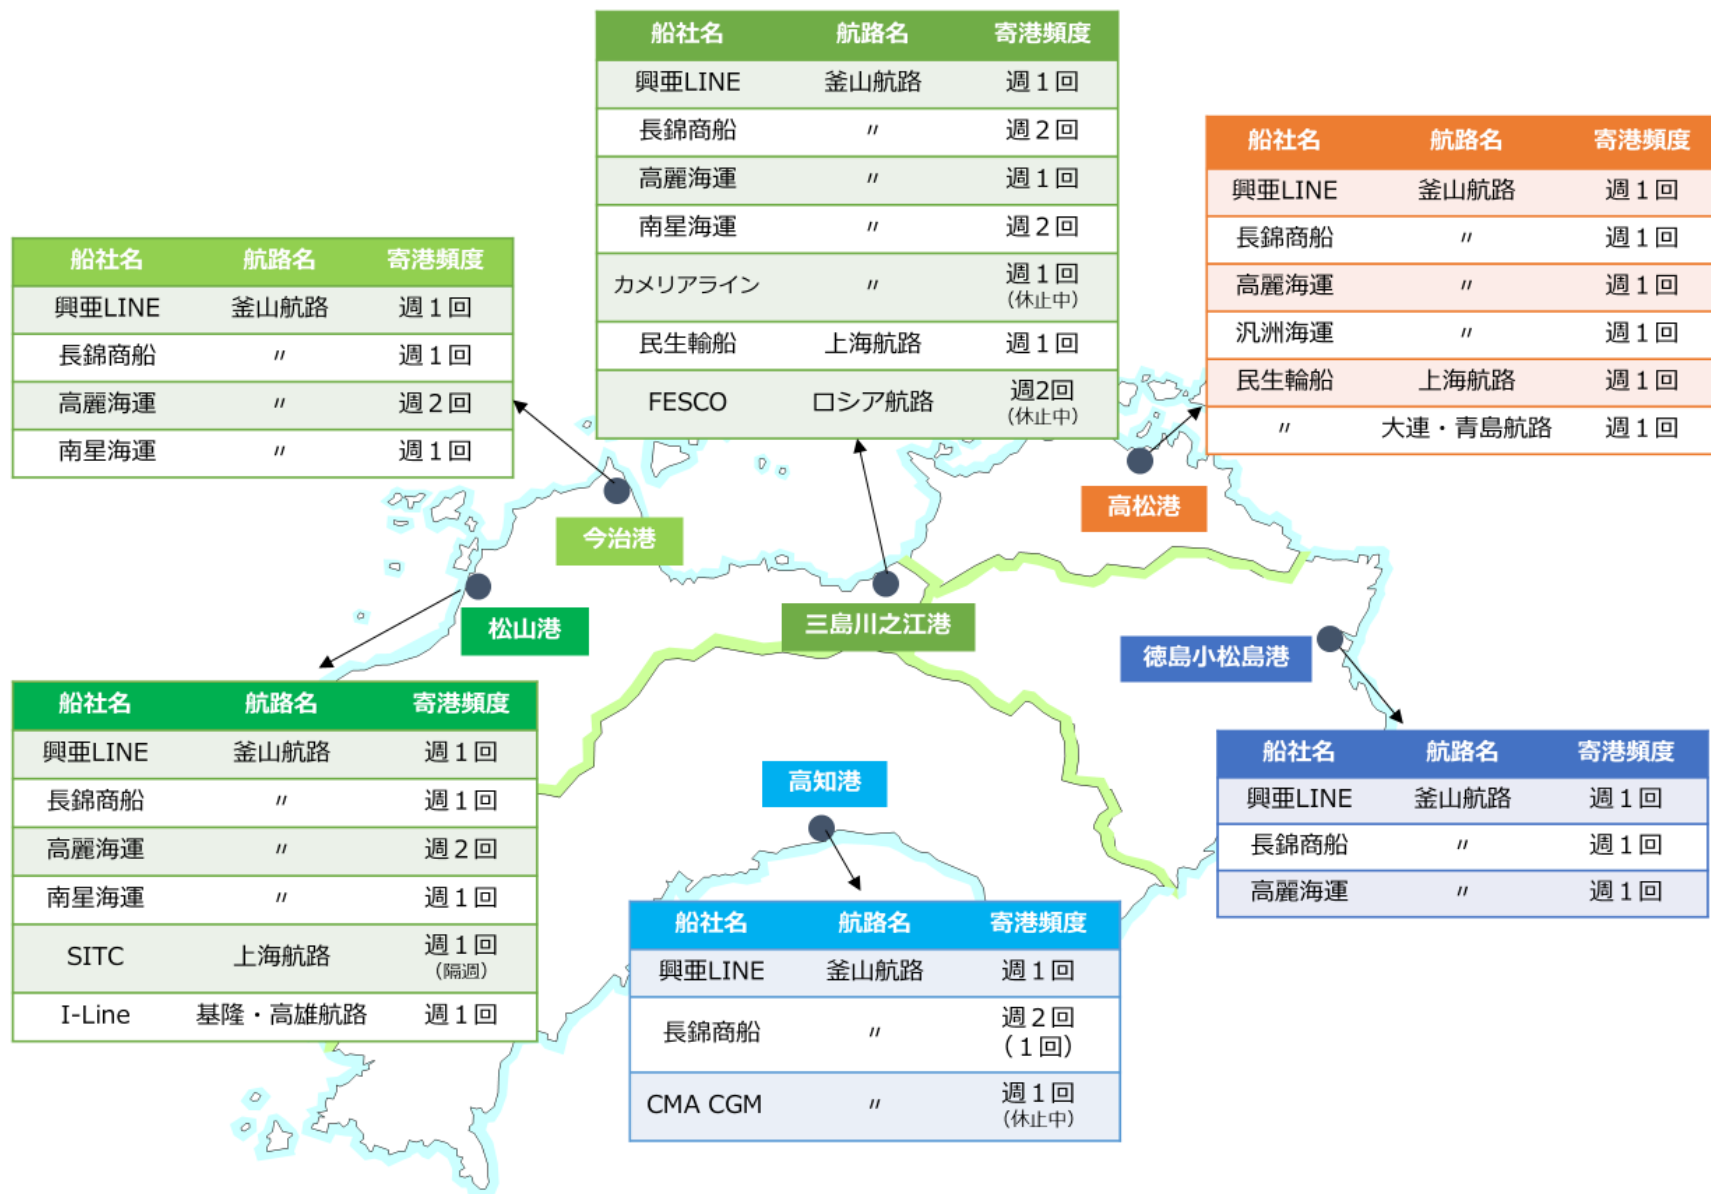 船社名 航路名 寄港頻度
興亜LINE 釜山航路 週１回
長錦商船 〃 週２回
高麗海運 〃 週１回
南星海運 〃 週２回
カメリアライン 〃 週１回
（休止中）
民生輸船 上海航路 週１回
FESCO ロシア航路 週2回
（休止中）
船社名 航路名 寄港頻度
興亜LINE 釜山航路 週１回
長錦商船 〃 週１回
高麗海運 〃 週１回
汎洲海運 〃 週１回
民生輪船 上海航路 週１回
〃 大連・青島航路 週１回
船社名 航路名 寄港頻度
興亜LINE 釜山航路 週１回
長錦商船 〃 週１回
高麗海運 〃 週２回
南星海運 〃 週１回
高松港
今治港
松山港
三島川之江港
徳島小松島港
船社名 航路名 寄港頻度
興亜LINE 釜山航路 週１回
長錦商船 〃 週１回
高麗海運 〃 週２回
南星海運 〃 週１回
SITC 上海航路 週１回
（隔週）
I-Line 基隆・高雄航路 週１回
高知港
船社名 航路名 寄港頻度
興亜LINE 釜山航路 週１回
長錦商船 〃 週１回
高麗海運 〃 週１回
船社名 航路名 寄港頻度
興亜LINE 釜山航路 週１回
長錦商船 〃 週２回
（１回）
CMA CGM 〃 週１回
（休止中）